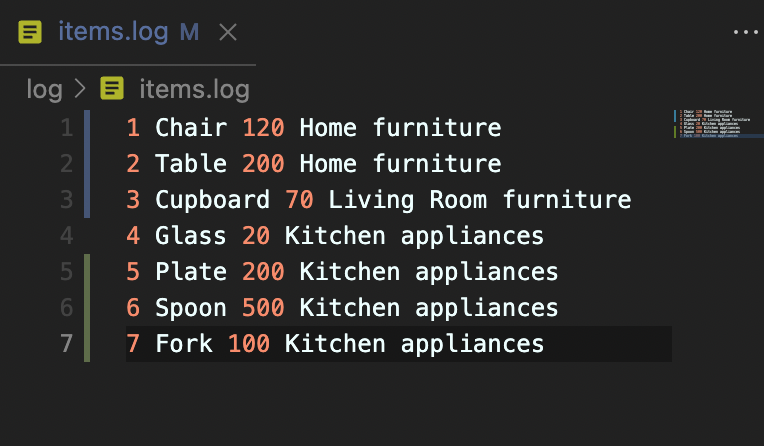 items.log M
log > items.log
1 1 Chair 120 Home furniture
2 2 Table 200 Home furniture
3 3 Cupboard 70 Living Room furniture
4 4 Glass 20 Kitchen appliances
5 5 Plate 200 Kitchen appliances
6 6 Spoon 500 Kitchen appliances
7 7 Fork 100 Kitchen appliances